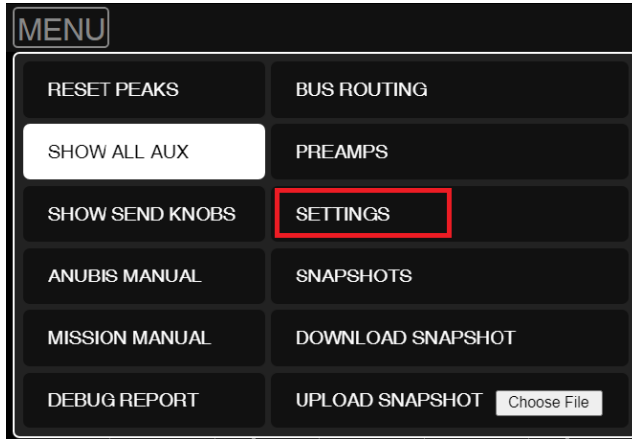 MENU
RESET PEAKS
BUS ROUTING
SHOW ALL AUX
PREAMPS
SHOW SEND KNOBS
SETTINGS
ANUBIS MANUAL
SNAPSHOTS
MISSION MANUAL
DOWNLOAD SNAPSHOT
DEBUG REPORT
UPLOAD SNAPSHOT Choose File